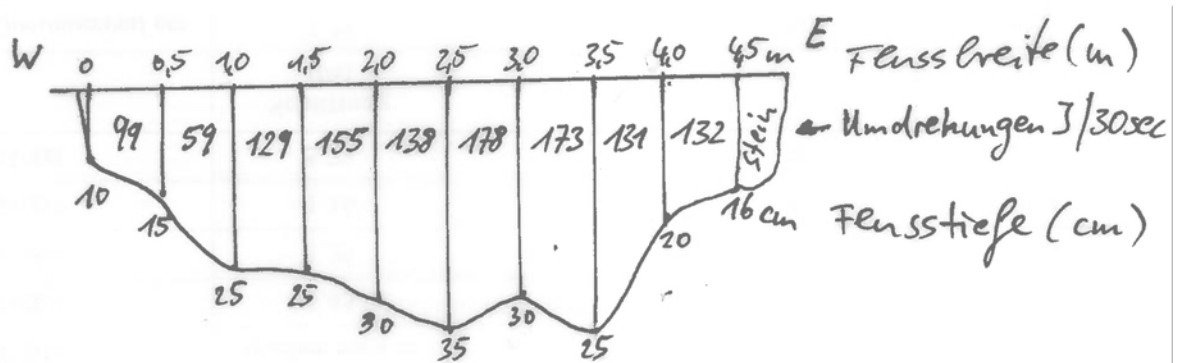 W 0 0,5 1,0 1,5 2,0 2,5 3,0 3,5 4,0 4,5 m E Flussbreite (m)
99 59 129 155 138 178 173 131 132 Stein ← Umdrehungen I/30sec
10 15 25 25 30 35 30 25 20 16 cm Flusstiefe (cm)